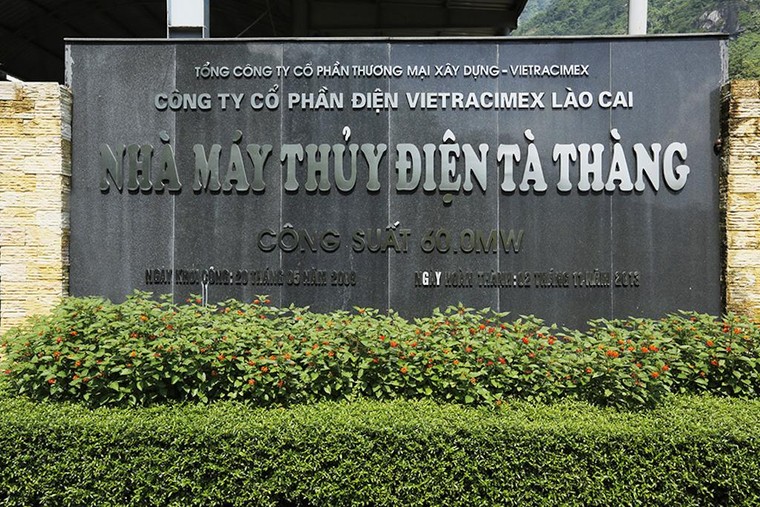 TỔNG CÔNG TY CỔ PHẦN THƯƠNG MẠI XÂY DỰNG - VIETRACIMEX
CÔNG TY CỔ PHẦN ĐIỆN VIETRACIMEX LÀO CAI
NHÀ MÁY THỦY ĐIỆN TÀ THÀNG
CÔNG SUẤT 60.0MW
NGÀY KHỞI CÔNG: 20 THÁNG 05 NĂM 2008 NGÀY HOÀN THÀNH: 02 THÁNG 11 NĂM 2013